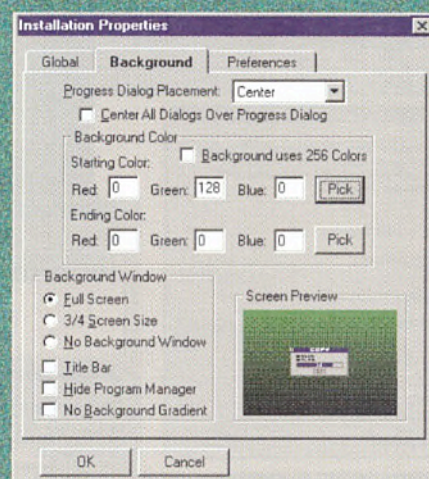 Installation Properties
Global Background Preferences
Progress Dialog Placement: Center
Center All Dialogs Over Progress Dialog
Background Color
Starting Color: Background uses 256 Colors
Red: 0 Green: 128 Blue: 0 Pick
Ending Color:
Red: 0 Green: 0 Blue: 0 Pick
Background Window
Full Screen
3/4 Screen Size
No Background Window
Title Bar
Hide Program Manager
No Background Gradient
Screen Preview
OK Cancel